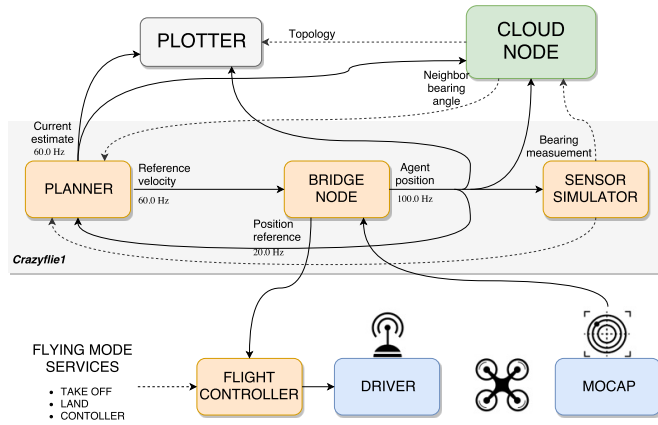 PLOTTER
Topology
CLOUD
NODE
Neighbor
bearing
angle
Current
estimate
60.0 Hz
Bearing
measuement
PLANNER
Reference
velocity
60.0 Hz
BRIDGE
NODE
Agent
position
100.0 Hz
SENSOR
SIMULATOR
Position
reference
20.0 Hz
Crazyflie1
FLYING MODE
SERVICES
• TAKE OFF
• LAND
• CONTOLLER
FLIGHT
CONTROLLER
DRIVER
MOCAP